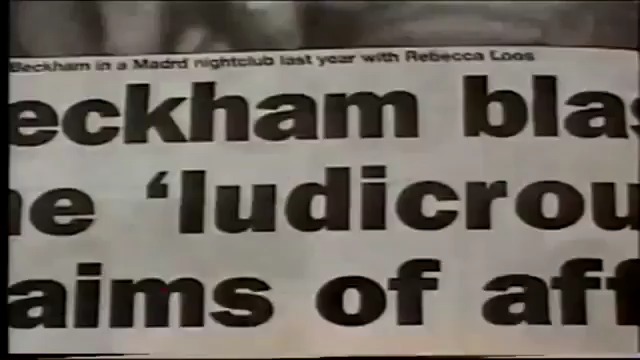 Beckham in a Madrd nightclub last year with Rebecca Loos
eckham blas
e 'ludicrou
aims of aff